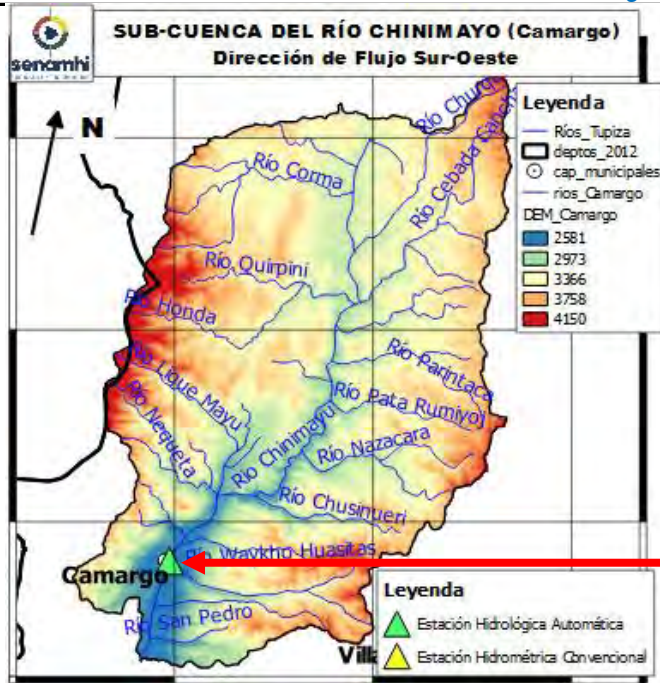 SUB-CUENCA DEL RÍO CHINIMAYO (Camargo)
Dirección de Flujo Sur-Oeste
senamhi
N
Leyenda
Ríos_Tupiza
deptos_2012
cap_municipales
rios_Camargo
DEM_Camargo
2581
2973
3366
3758
4150
Río Churqu
Río Cebada Cancha
Río Corma
Río Quirpini
Río Honda
Río Parintaca
Río Lique Mayu
Río Pata Rumiyoj
Río Nequeta
Río Chinimayu
Río Nazacara
Río Chusinueri
Río Waykho Huasitas
Camargo
Río San Pedro
Villa
Leyenda
Estación Hidrológica Automática
Estación Hidrométrica Convencional